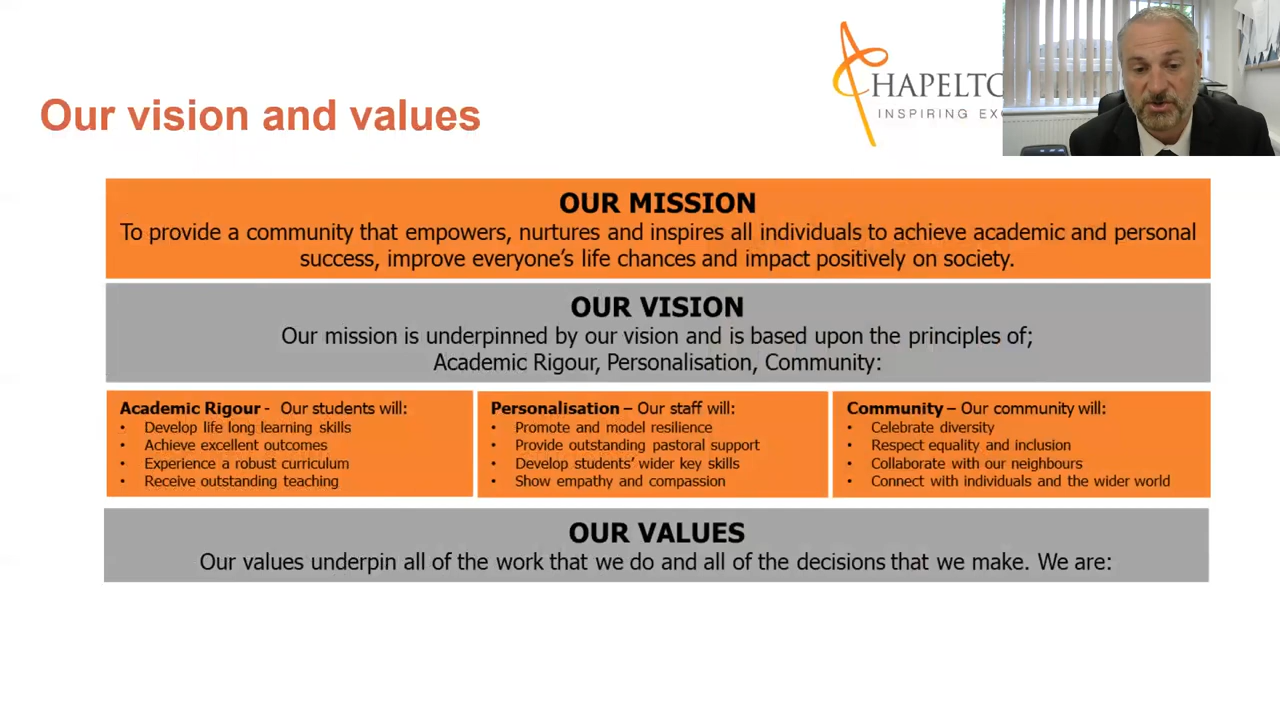 HAPELTO
INSPIRING EXC
Our vision and values
OUR MISSION
To provide a community that empowers, nurtures and inspires all individuals to achieve academic and personal
success, improve everyone's life chances and impact positively on society.
OUR VISION
Our mission is underpinned by our vision and is based upon the principles of;
Academic Rigour, Personalisation, Community:
Academic Rigour - Our students will:
• Develop life long learning skills
• Achieve excellent outcomes
• Experience a robust curriculum
• Receive outstanding teaching
Personalisation – Our staff will:
• Promote and model resilience
• Provide outstanding pastoral support
• Develop students' wider key skills
• Show empathy and compassion
Community – Our community will:
• Celebrate diversity
• Respect equality and inclusion
• Collaborate with our neighbours
• Connect with individuals and the wider world
OUR VALUES
Our values underpin all of the work that we do and all of the decisions that we make. We are: